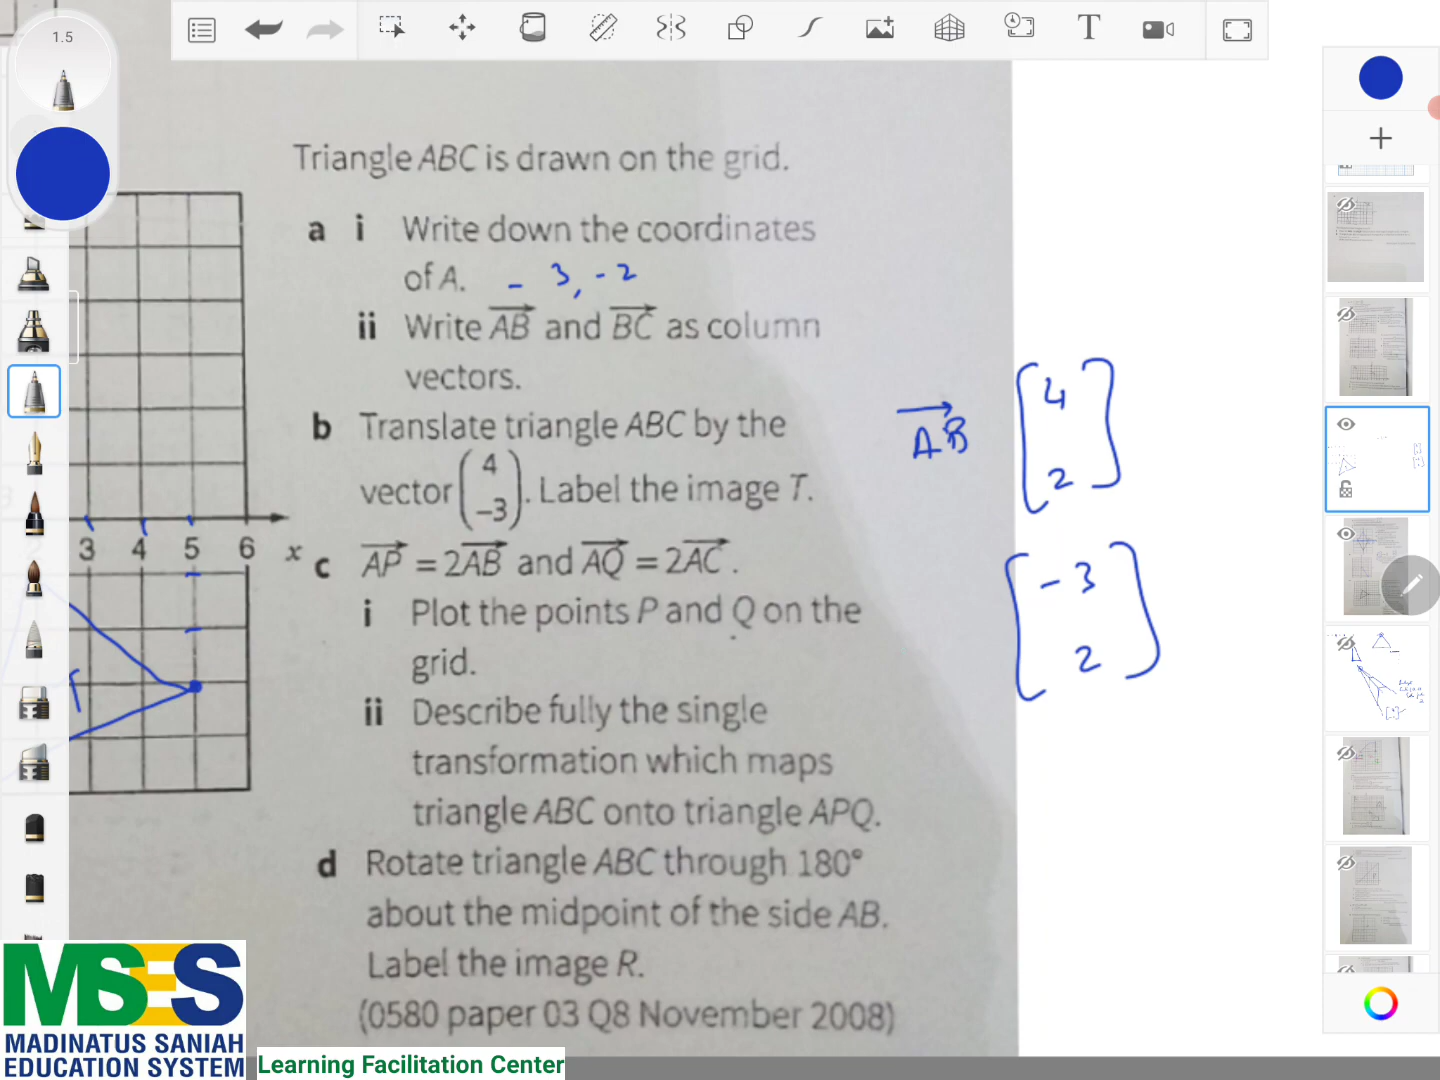 1.5
T
Triangle ABC is drawn on the grid.
a i Write down the coordinates
of A. - 3, - 2
ii Write AB and BC as column
vectors.
b Translate triangle ABC by the
vector (4 -3). Label the image T.
c AP = 2AB and AQ = 2AC.
i Plot the points P and Q on the
grid.
ii Describe fully the single
transformation which maps
triangle ABC onto triangle APQ.
d Rotate triangle ABC through 180°
about the midpoint of the side AB.
Label the image R.
(0580 paper 03 Q8 November 2008)
3 4 5 6 x
AB [4 2]
[-3 2]
MSES
MADINATUS SANIAH
EDUCATION SYSTEM
Learning Facilitation Center